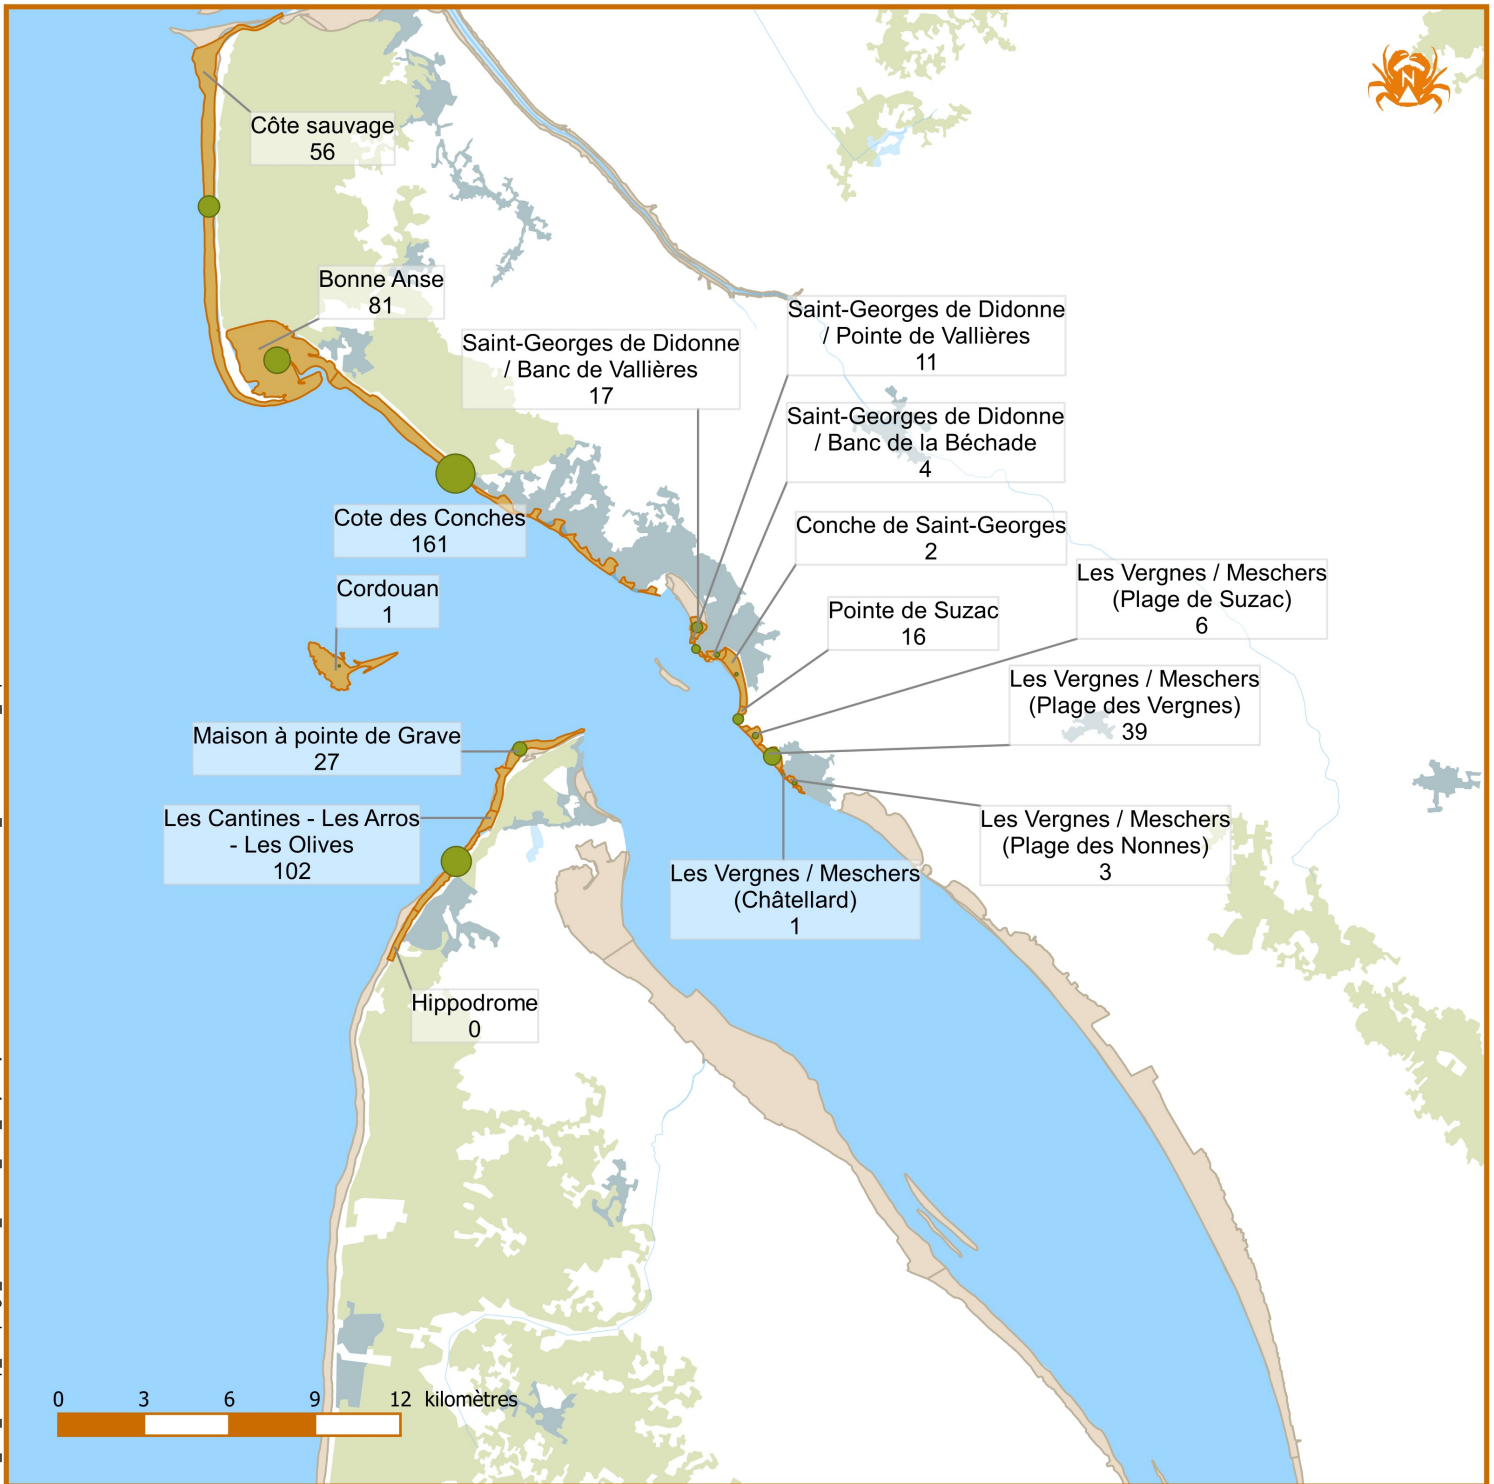 N
Côte sauvage
56
Bonne Anse
81
Saint-Georges de Didonne
/ Banc de Vallières
17
Saint-Georges de Didonne
/ Pointe de Vallières
11
Saint-Georges de Didonne
/ Banc de la Béchade
4
Conche de Saint-Georges
2
Cote des Conches
161
Cordouan
1
Les Vergnes / Meschers
(Plage de Suzac)
6
Pointe de Suzac
16
Les Vergnes / Meschers
(Plage des Vergnes)
39
Maison à pointe de Grave
27
Les Cantines - Les Arros
- Les Olives
102
Les Vergnes / Meschers
(Plage des Nonnes)
3
Les Vergnes / Meschers
(Châtellard)
1
Hippodrome
0
0 3 6 9 12 kilomètres